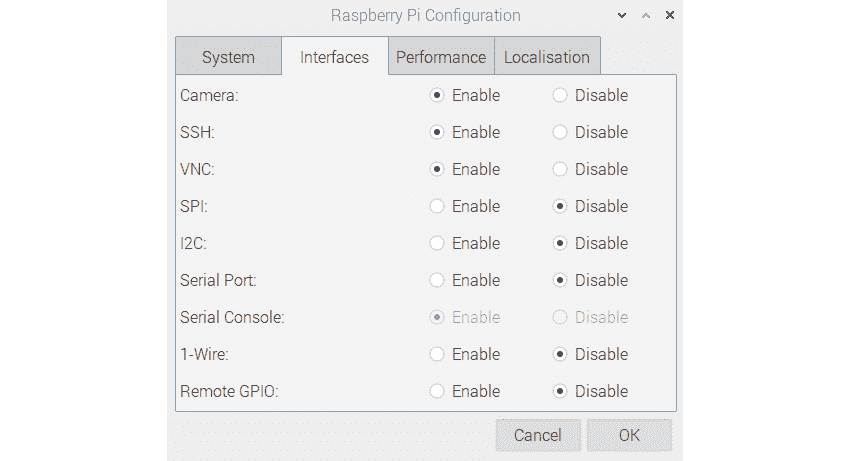 Raspberry Pi Configuration
System Interfaces Performance Localisation
Camera: Enable Disable
SSH: Enable Disable
VNC: Enable Disable
SPI: Enable Disable
I2C: Enable Disable
Serial Port: Enable Disable
Serial Console: Enable Disable
1-Wire: Enable Disable
Remote GPIO: Enable Disable
Cancel OK